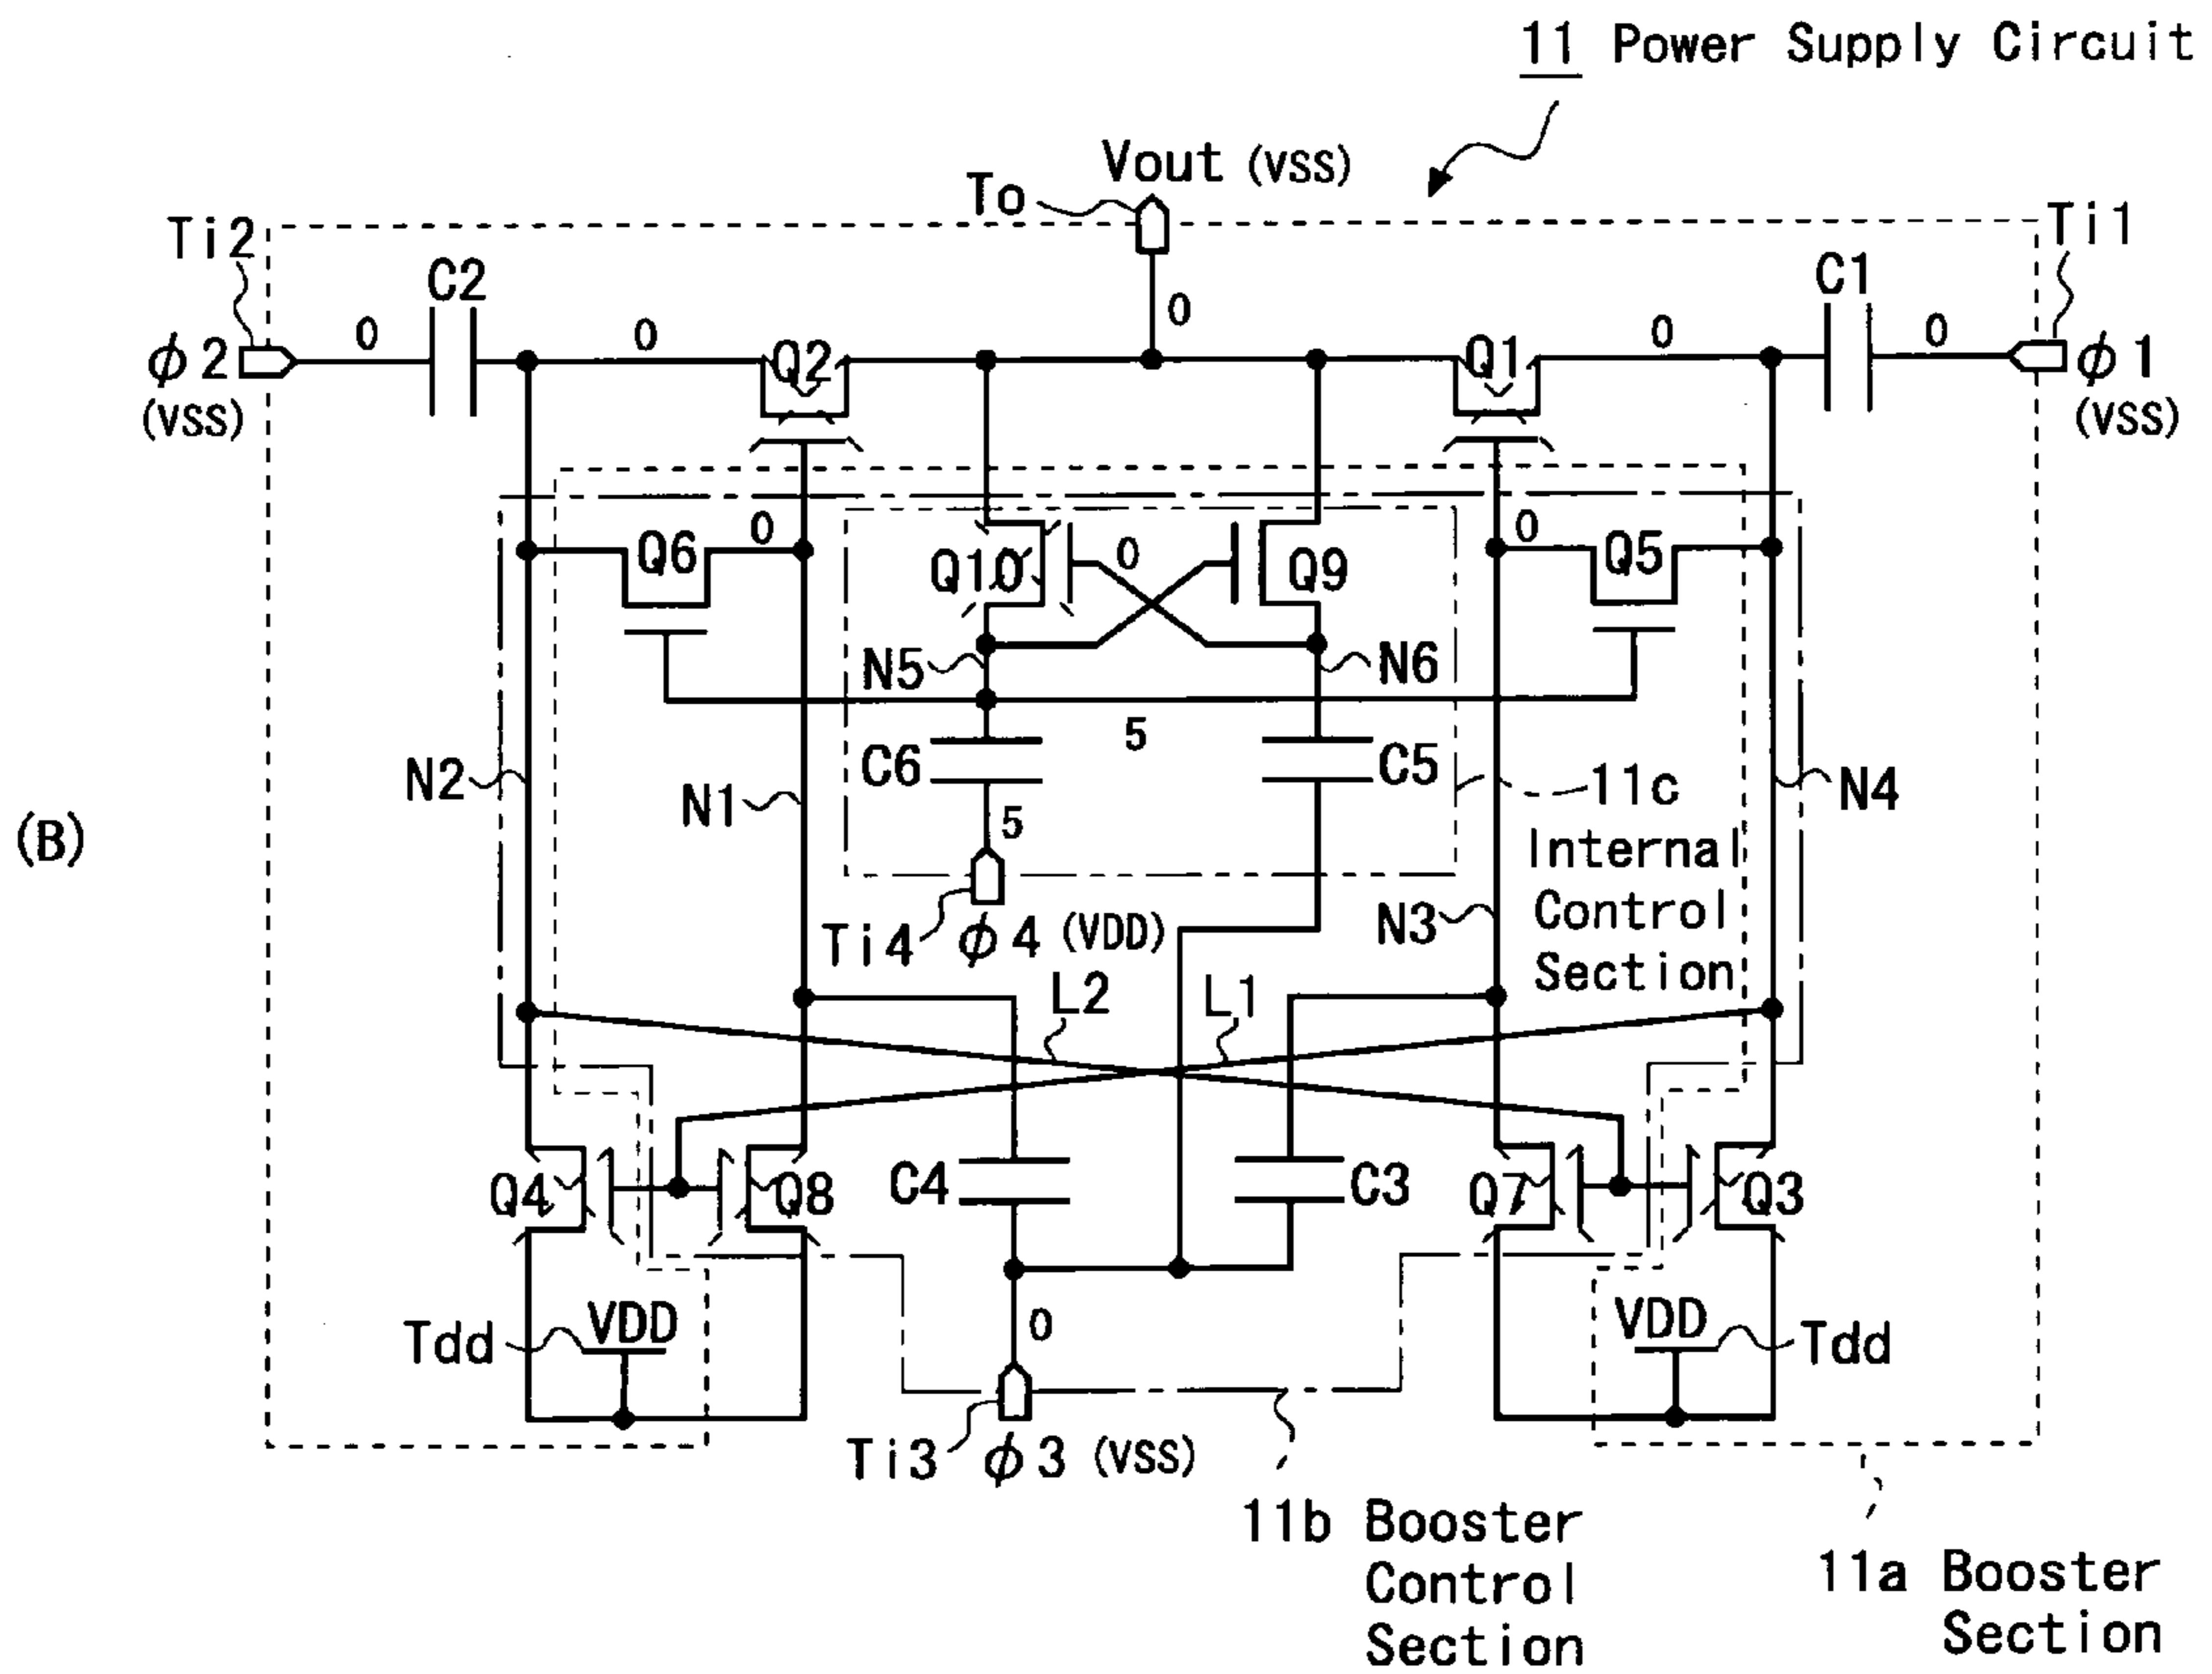 11 Power Supply Circuit
Vout (VSS)
To
Ti2
Ti1
C2
C1
0
0
0
0
0
φ2
(VSS)
Q2
Q1
φ1
(VSS)
0
Q6
Q10
0
Q9
0
Q5
N5
N6
5
C6
C5
N2
N1
11c
Internal
Control
Section
N4
(B)
5
Ti4
φ4 (VDD)
N3
L2
L1
Q4
Q8
C4
C3
Q7
Q3
Tdd
VDD
0
VDD
Tdd
Ti3
φ3 (VSS)
11b Booster
Control
Section
11a Booster
Section